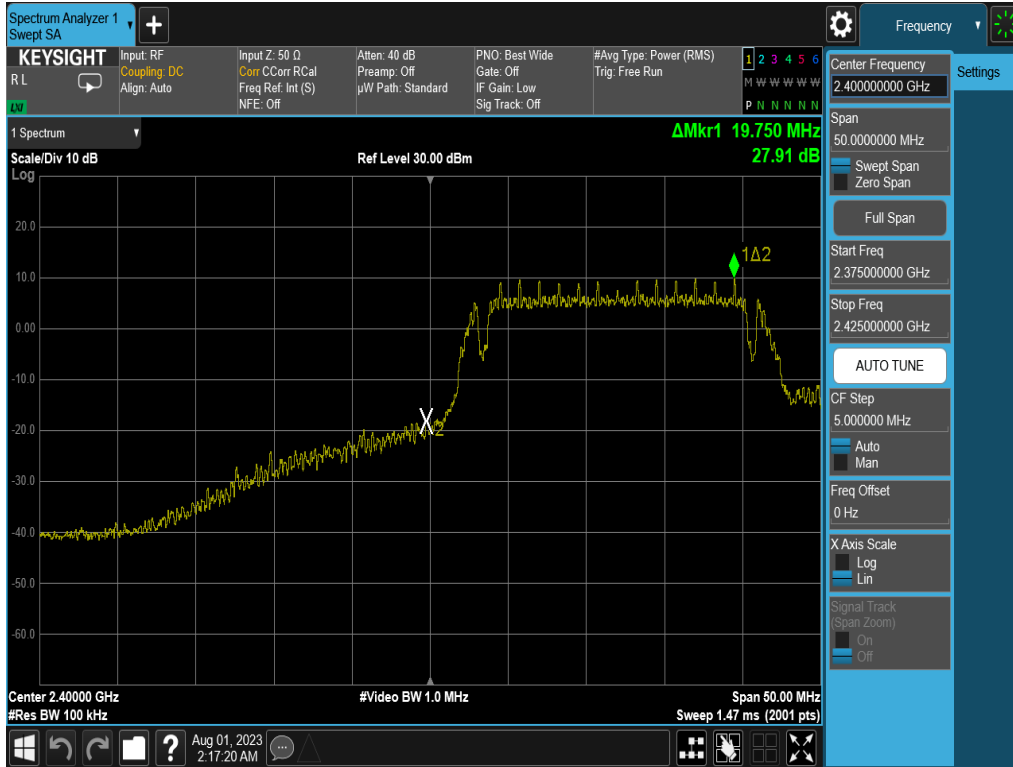 Spectrum Analyzer 1
Swept SA
+
Frequency
KEYSIGHT
R L
LXI
Input: RF
Coupling: DC
Align: Auto
Input Z: 50 Ω
Corr CCorr RCal
Freq Ref: Int (S)
NFE: Off
Atten: 40 dB
Preamp: Off
µW Path: Standard
PNO: Best Wide
Gate: Off
IF Gain: Low
Sig Track: Off
#Avg Type: Power (RMS)
Trig: Free Run
1 2 3 4 5 6
M W W W W W
P N N N N N
1 Spectrum
Scale/Div 10 dB
Log
Ref Level 30.00 dBm
ΔMkr1 19.750 MHz
27.91 dB
20.0
10.0
0.00
-10.0
-20.0
-30.0
-40.0
-50.0
-60.0
1Δ2
X2
Center 2.40000 GHz
#Res BW 100 kHz
#Video BW 1.0 MHz
Span 50.00 MHz
Sweep 1.47 ms (2001 pts)
Center Frequency
2.400000000 GHz
Settings
Span
50.0000000 MHz
Swept Span
Zero Span
Full Span
Start Freq
2.375000000 GHz
Stop Freq
2.425000000 GHz
AUTO TUNE
CF Step
5.000000 MHz
Auto
Man
Freq Offset
0 Hz
X Axis Scale
Log
Lin
Signal Track
(Span Zoom)
On
Off
?
Aug 01, 2023
2:17:20 AM